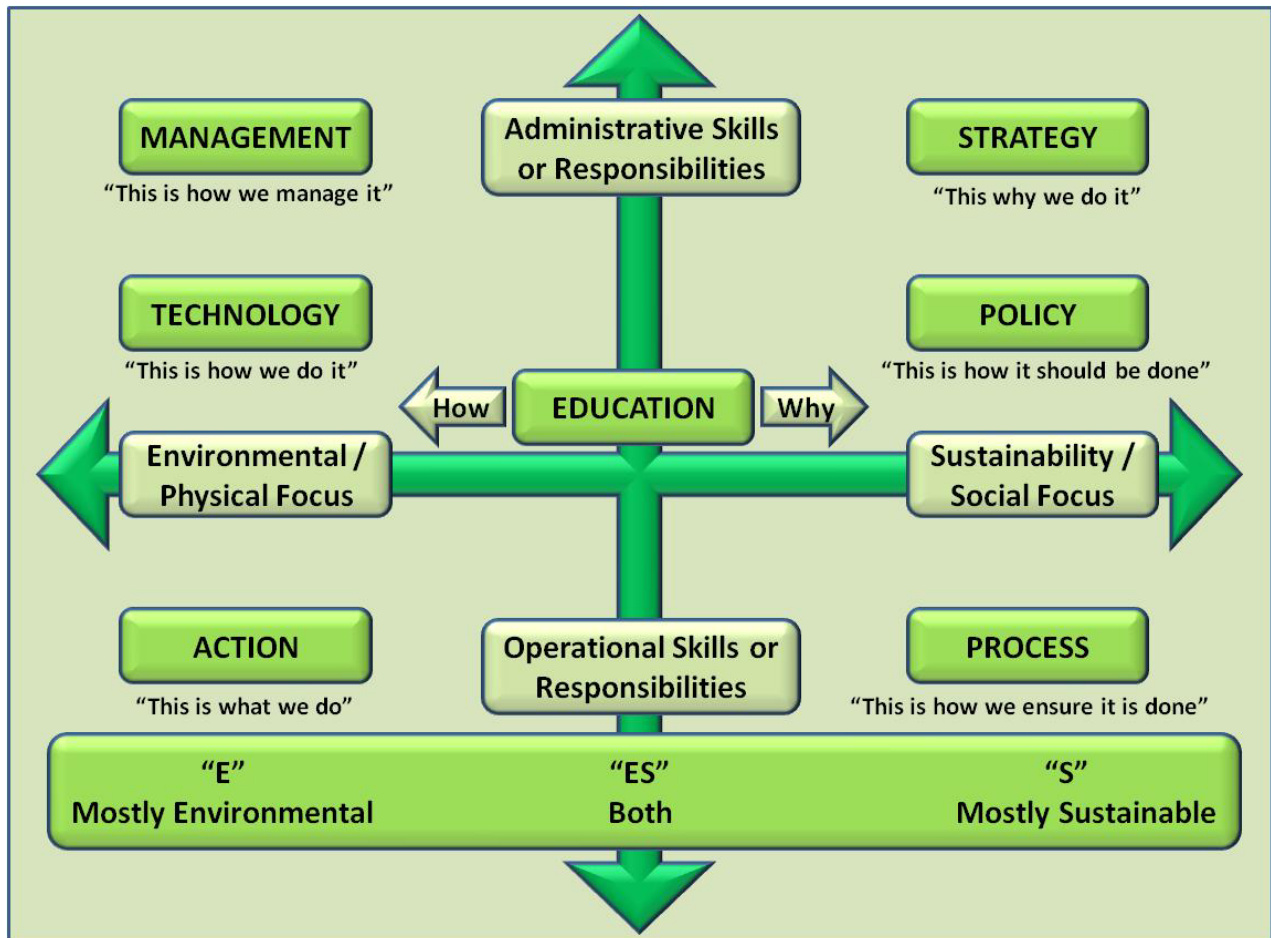 MANAGEMENT
“This is how we manage it”
Administrative Skills
or Responsibilities
STRATEGY
“This why we do it”
TECHNOLOGY
“This is how we do it”
POLICY
“This is how it should be done”
How
EDUCATION
Why
Environmental /
Physical Focus
Sustainability /
Social Focus
ACTION
“This is what we do”
Operational Skills or
Responsibilities
PROCESS
“This is how we ensure it is done”
“E”
Mostly Environmental
“ES”
Both
“S”
Mostly Sustainable